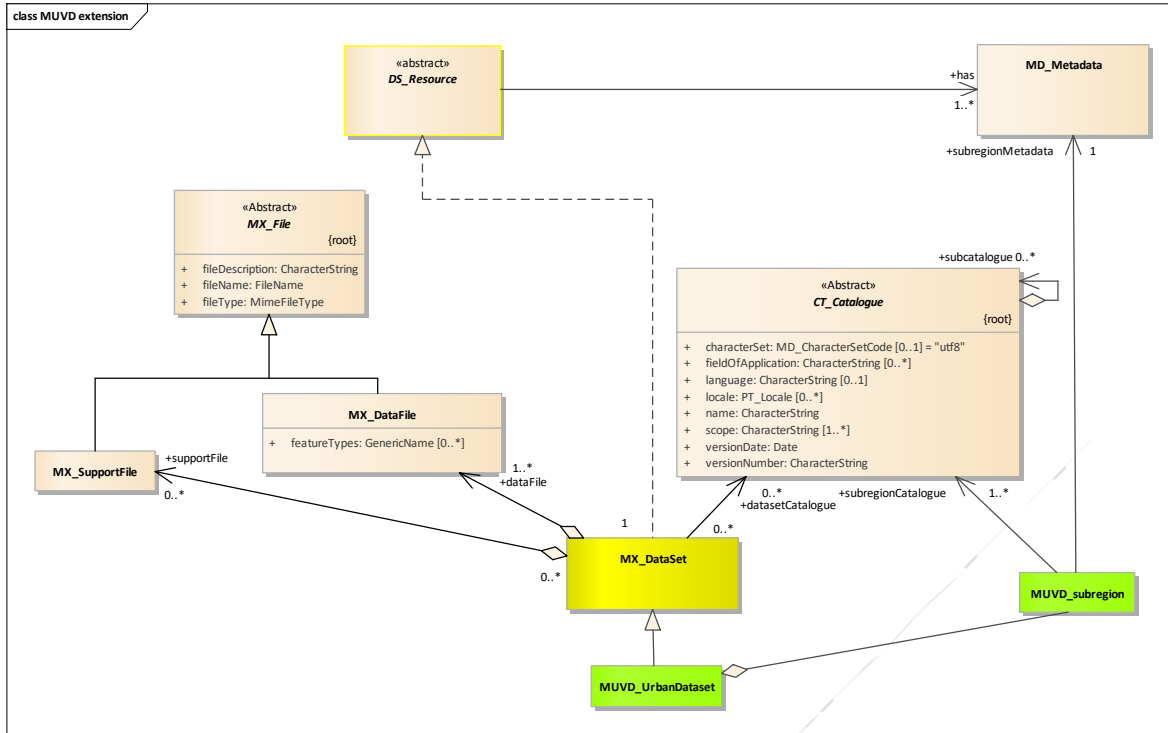 class MUVD extension
«abstract»
DS_Resource
+has
1..*
MD_Metadata
+subregionMetadata
1
«Abstract»
MX_File
{root}
+ fileDescription: CharacterString
+ fileName: FileName
+ fileType: MimeFileType
+subcatalogue 0..*
«Abstract»
CT_Catalogue
{root}
+ characterSet: MD_CharacterSetCode [0..1] = "utf8"
+ fieldOfApplication: CharacterString [0..*]
+ language: CharacterString [0..1]
+ locale: PT_Locale [0..*]
+ name: CharacterString
+ scope: CharacterString [1..*]
+ versionDate: Date
+ versionNumber: CharacterString
MX_DataFile
+ featureTypes: GenericName [0..*]
MX_SupportFile
+supportFile
0..*
1..*
+dataFile
0..*
+datasetCatalogue
+subregionCatalogue
1..*
1
0..*
0..*
MX_DataSet
MUVD_subregion
MUVD_UrbanDataset